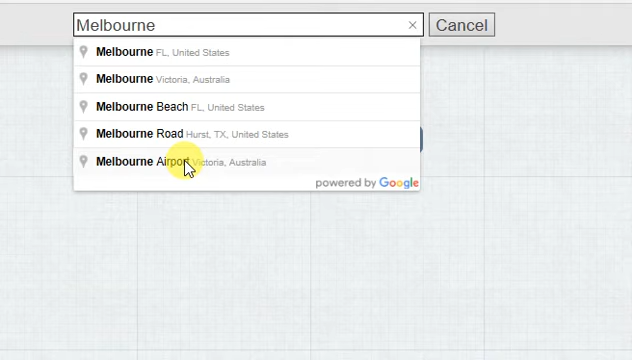 Melbourne × Cancel
Melbourne FL, United States
Melbourne Victoria, Australia
Melbourne Beach FL, United States
Melbourne Road Hurst, TX, United States
Melbourne Airport Victoria, Australia
powered by Google